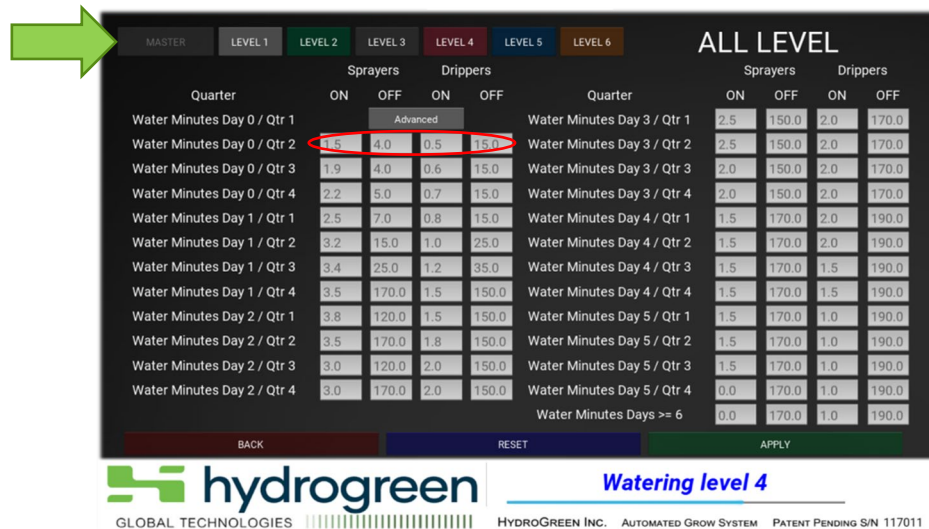 MASTER LEVEL 1 LEVEL 2 LEVEL 3 LEVEL 4 LEVEL 5 LEVEL 6 ALL LEVEL
Sprayers Drippers Sprayers Drippers
Quarter ON OFF ON OFF Quarter ON OFF ON OFF
Water Minutes Day 0 / Qtr 1 Advanced Water Minutes Day 3 / Qtr 1 2.5 150.0 2.0 170.0
Water Minutes Day 0 / Qtr 2 1.5 4.0 0.5 15.0 Water Minutes Day 3 / Qtr 2 2.5 150.0 2.0 170.0
Water Minutes Day 0 / Qtr 3 1.9 4.0 0.6 15.0 Water Minutes Day 3 / Qtr 3 2.0 150.0 2.0 170.0
Water Minutes Day 0 / Qtr 4 2.2 5.0 0.7 15.0 Water Minutes Day 3 / Qtr 4 2.0 150.0 2.0 170.0
Water Minutes Day 1 / Qtr 1 2.5 7.0 0.8 15.0 Water Minutes Day 4 / Qtr 1 1.5 170.0 2.0 190.0
Water Minutes Day 1 / Qtr 2 3.2 15.0 1.0 25.0 Water Minutes Day 4 / Qtr 2 1.5 170.0 2.0 190.0
Water Minutes Day 1 / Qtr 3 3.4 25.0 1.2 35.0 Water Minutes Day 4 / Qtr 3 1.5 170.0 1.5 190.0
Water Minutes Day 1 / Qtr 4 3.5 170.0 1.5 150.0 Water Minutes Day 4 / Qtr 4 1.5 170.0 1.5 190.0
Water Minutes Day 2 / Qtr 1 3.8 120.0 1.5 150.0 Water Minutes Day 5 / Qtr 1 1.5 170.0 1.0 190.0
Water Minutes Day 2 / Qtr 2 3.5 170.0 1.8 150.0 Water Minutes Day 5 / Qtr 2 1.5 170.0 1.0 190.0
Water Minutes Day 2 / Qtr 3 3.0 120.0 2.0 150.0 Water Minutes Day 5 / Qtr 3 1.5 170.0 1.0 190.0
Water Minutes Day 2 / Qtr 4 3.0 170.0 2.0 150.0 Water Minutes Day 5 / Qtr 4 0.0 170.0 1.0 190.0
Water Minutes Days >= 6 0.0 170.0 1.0 190.0
BACK RESET APPLY
hydrogreen Watering level 4
GLOBAL TECHNOLOGIES HYDROGREEN INC. AUTOMATED GROW SYSTEM PATENT PENDING S/N 117011